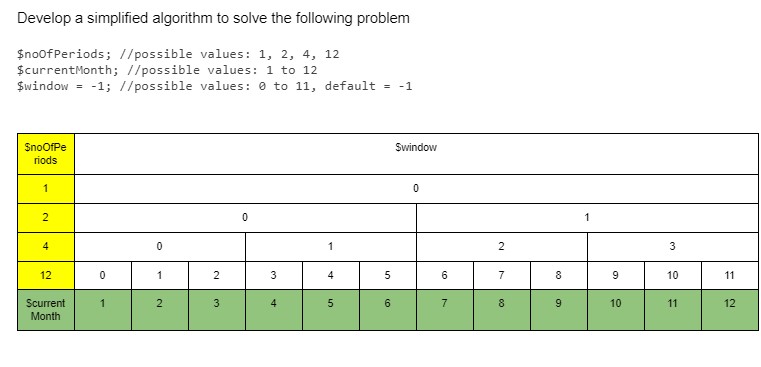 Develop a simplified algorithm to solve the following problem
$noOfPeriods; //possible values: 1, 2, 4, 12
$currentMonth; //possible values: 1 to 12
$window = -1; //possible values: 0 to 11, default = -1
$noOfPe
riods
$window
1 0
2 0 1
4 0 1 2 3
12 0 1 2 3 4 5 6 7 8 9 10 11
$current
Month
1 2 3 4 5 6 7 8 9 10 11 12